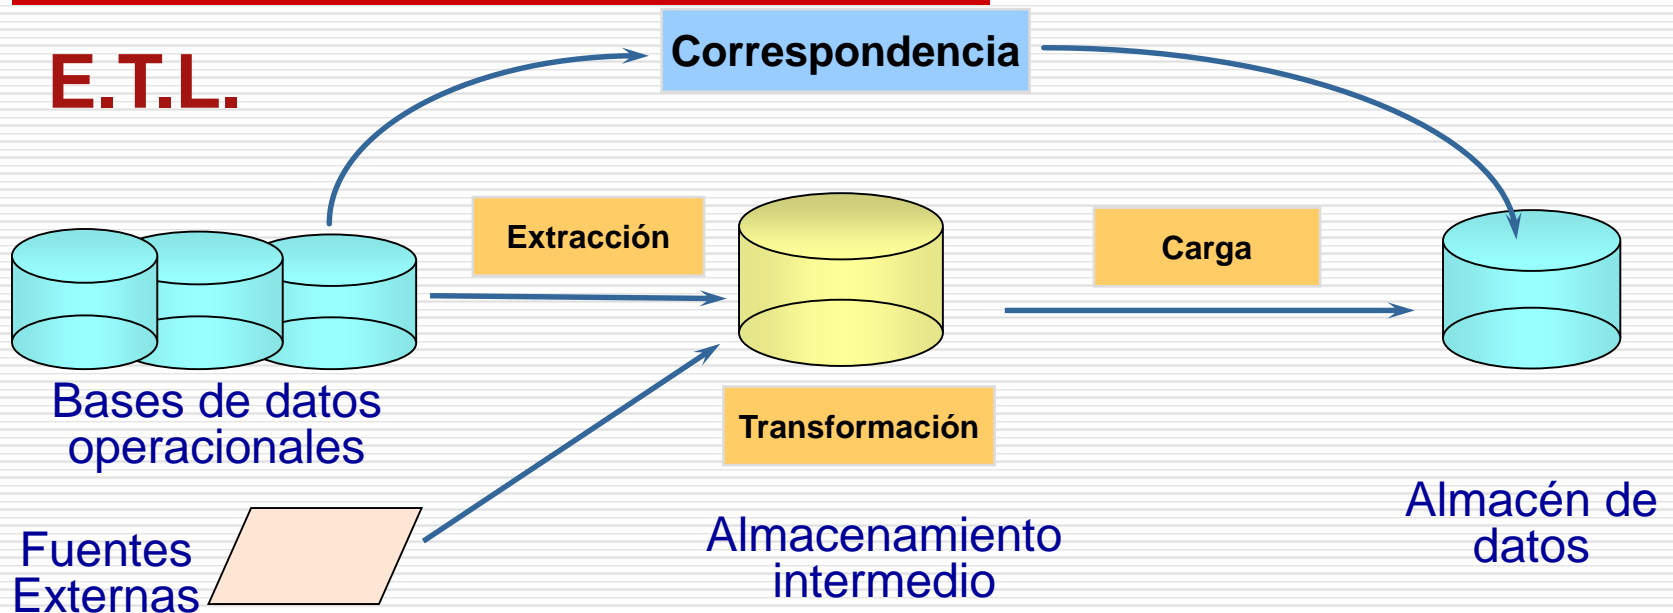 Correspondencia
E.T.L.
Extracción
Carga
Bases de datos
operacionales
Transformación
Fuentes
Externas
Almacenamiento
intermedio
Almacén de
datos